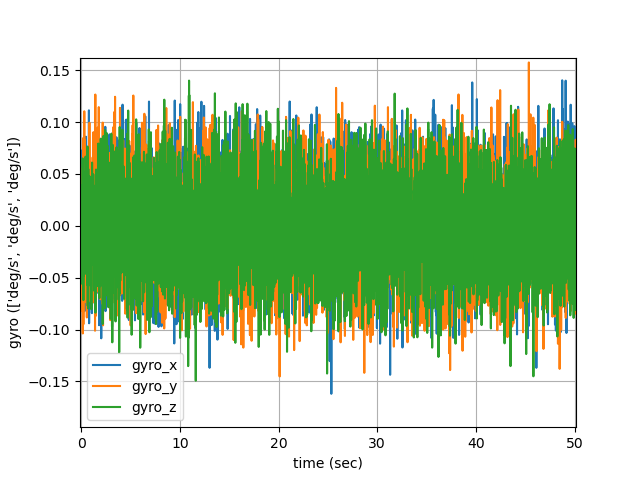 0.15
0.10
0.05
0.00
−0.05
−0.10
−0.15
gyro (['deg/s', 'deg/s', 'deg/s'])
gyro_x
gyro_y
gyro_z
0 10 20 30 40 50
time (sec)